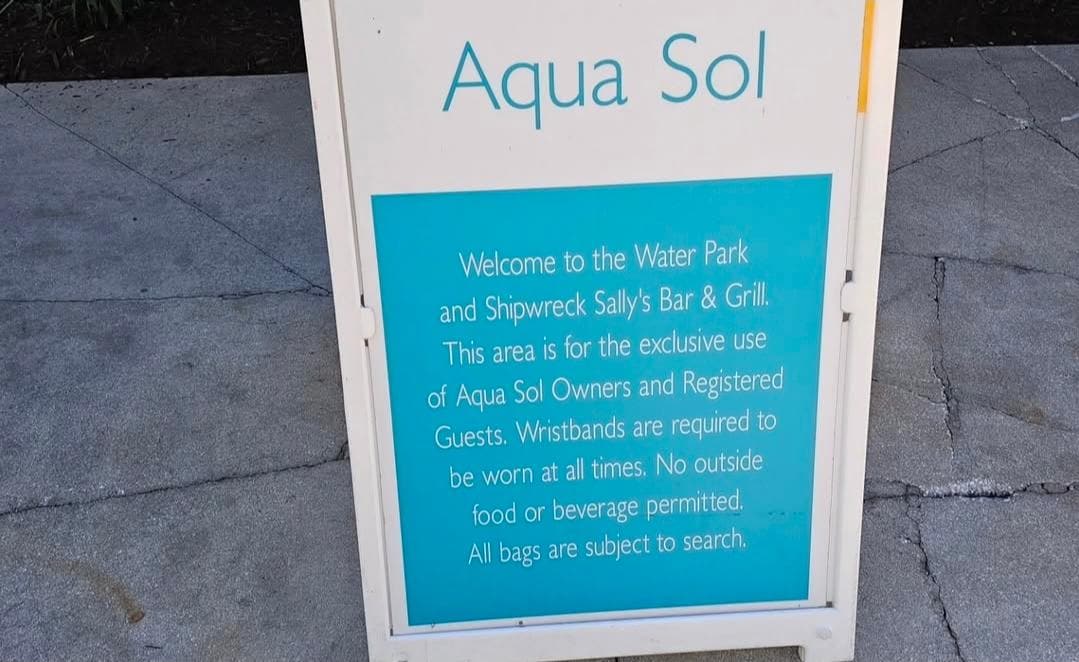 Aqua Sol
Welcome to the Water Park
and Shipwreck Sally's Bar & Grill.
This area is for the exclusive use
of Aqua Sol Owners and Registered
Guests. Wristbands are required to
be worn at all times. No outside
food or beverage permitted.
All bags are subject to search.